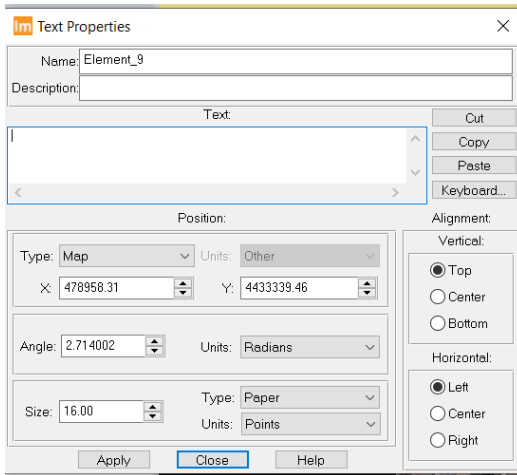 Im Text Properties
Name: Element_9
Description:
Text:
Cut
Copy
Paste
Keyboard...
Position:
Alignment:
Type: Map Units: Other
X: 478958.31 Y: 4433339.46
Vertical:
Top
Center
Bottom
Angle: 2.714002 Units: Radians
Horizontal:
Left
Center
Right
Size: 16.00
Type: Paper
Units: Points
Apply Close Help